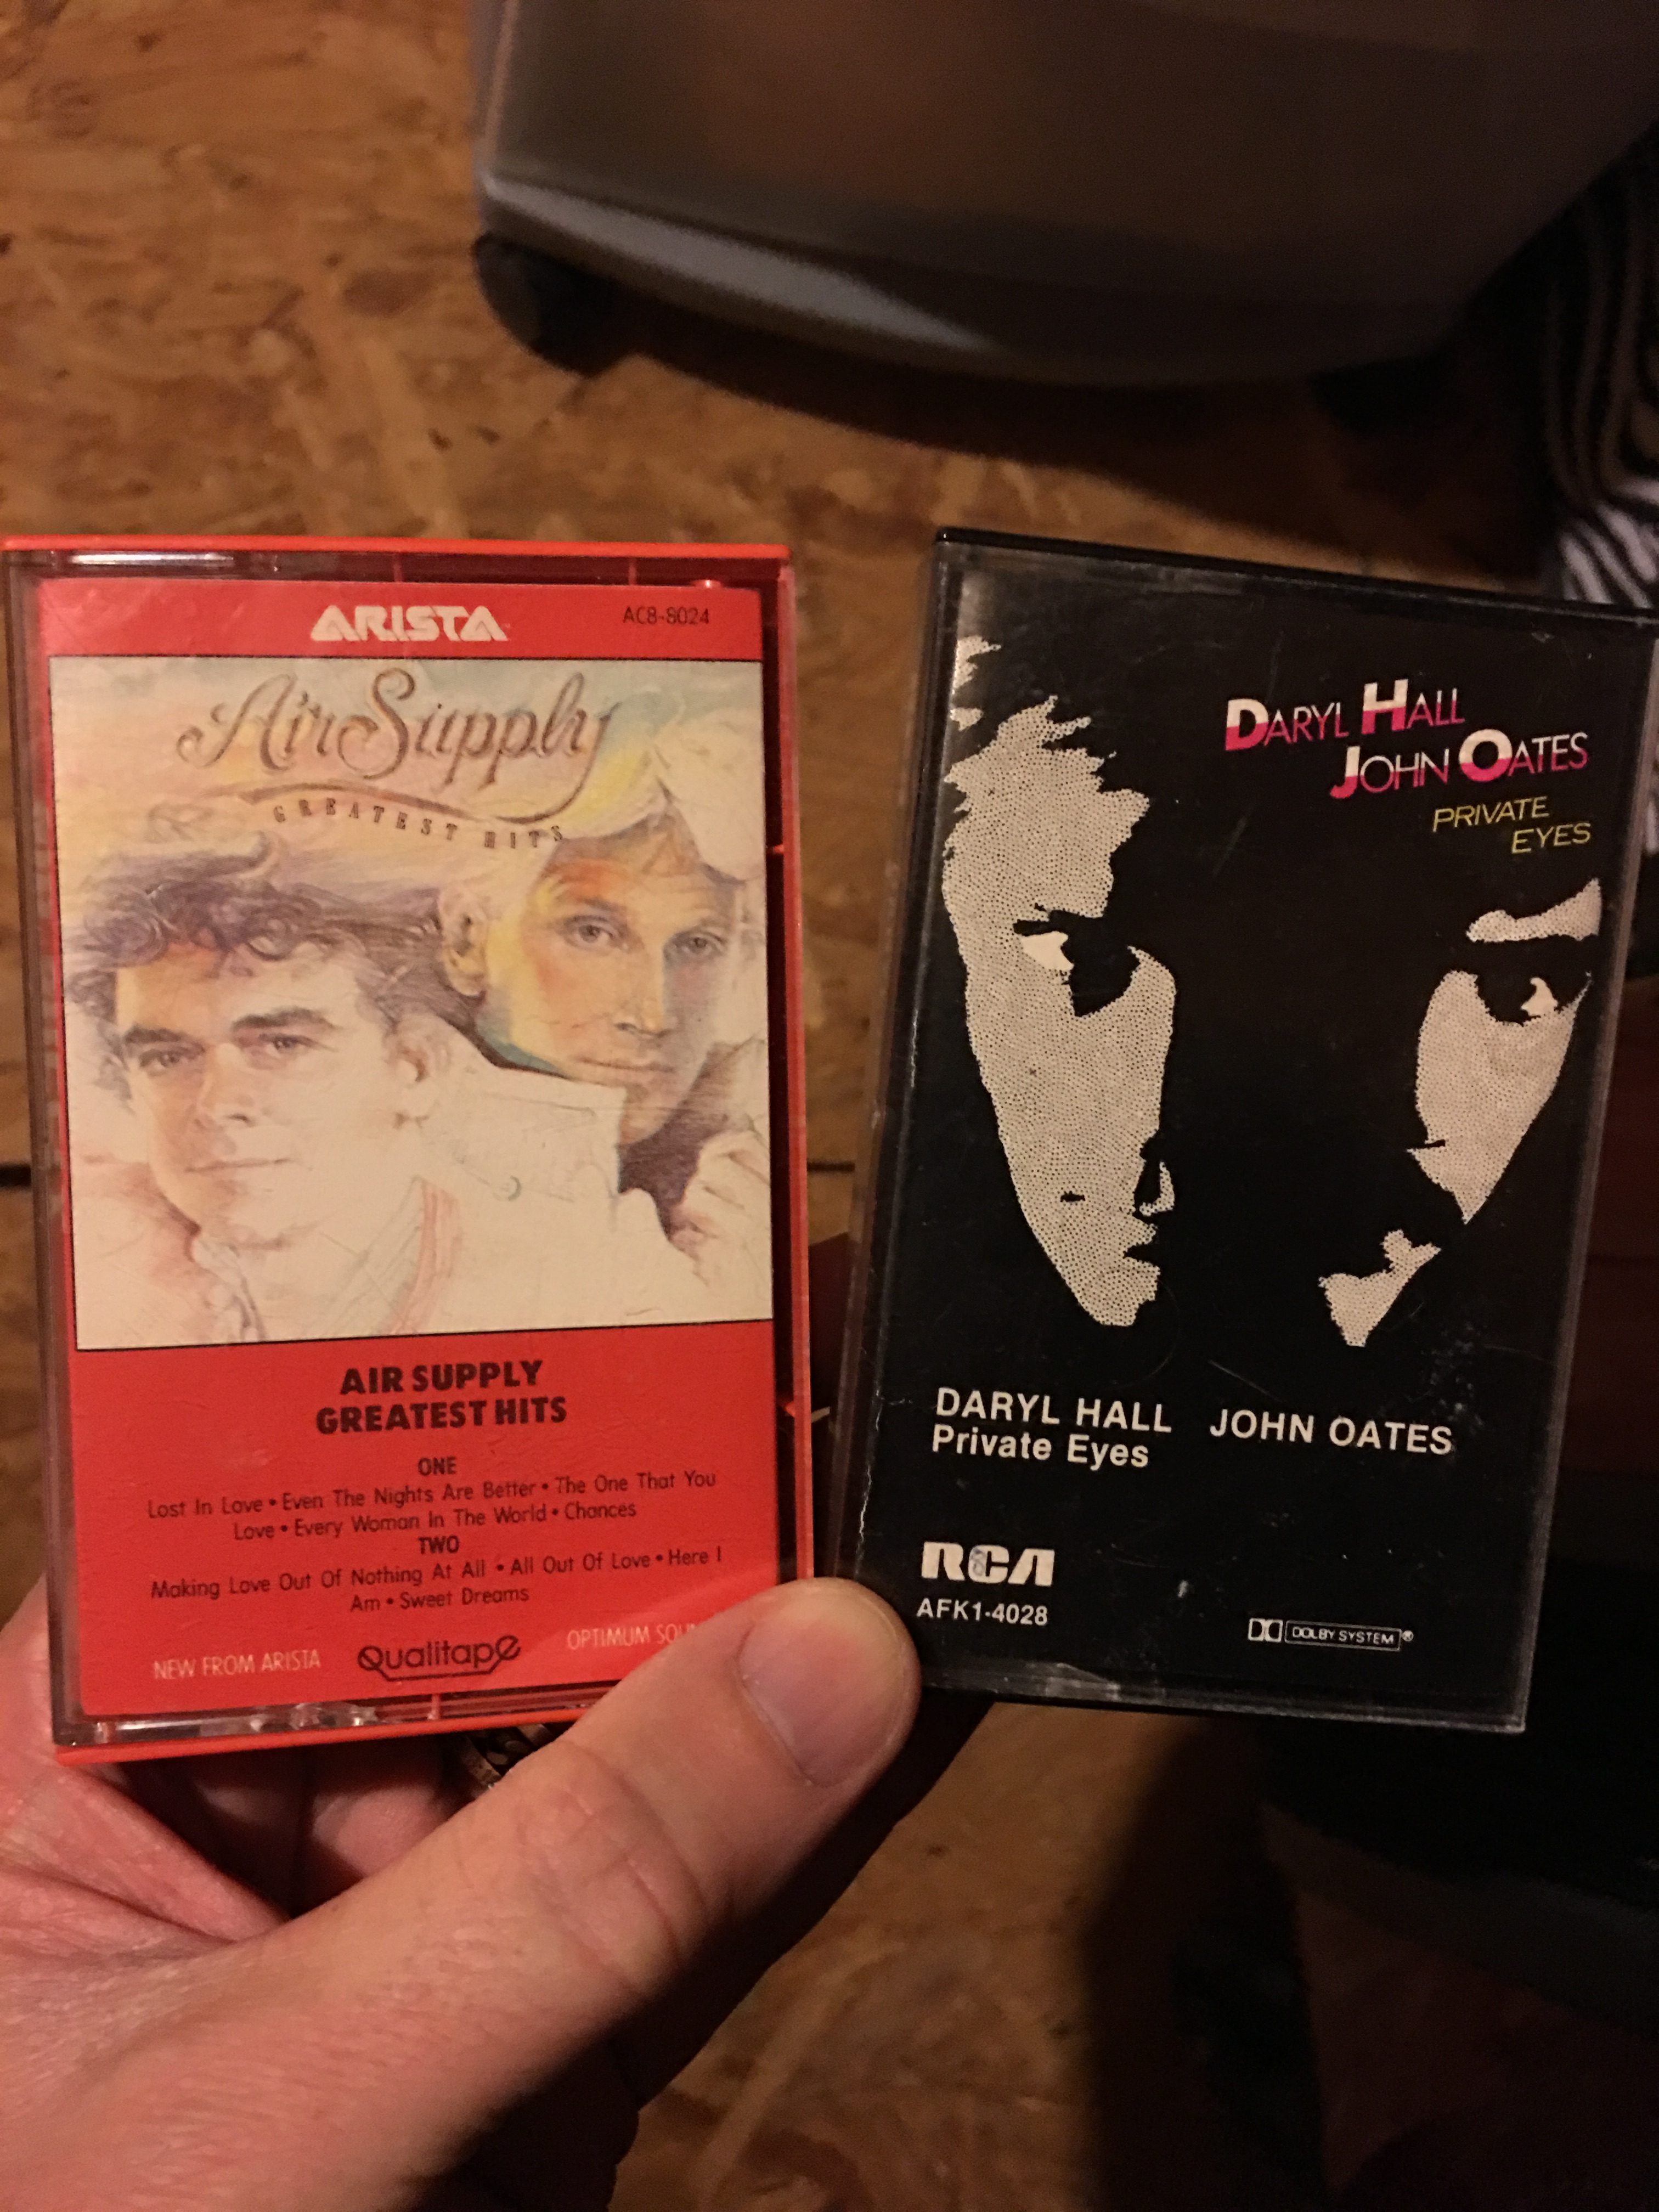 ARISTA
AC8-8024
Air Supply
GREATEST HITS
AIR SUPPLY
GREATEST HITS
ONE
Lost In Love • Even The Nights Are Better • The One That You
Love • Every Woman In The World • Chances
TWO
Making Love Out Of Nothing At All • All Out Of Love • Here I
Am • Sweet Dreams
NEW FROM ARISTA
Qualitape
OPTIMUM
DARYL HALL
JOHN OATES
PRIVATE
EYES
DARYL HALL JOHN OATES
Private Eyes
RCA
AFK1-4028
DOLBY SYSTEM®